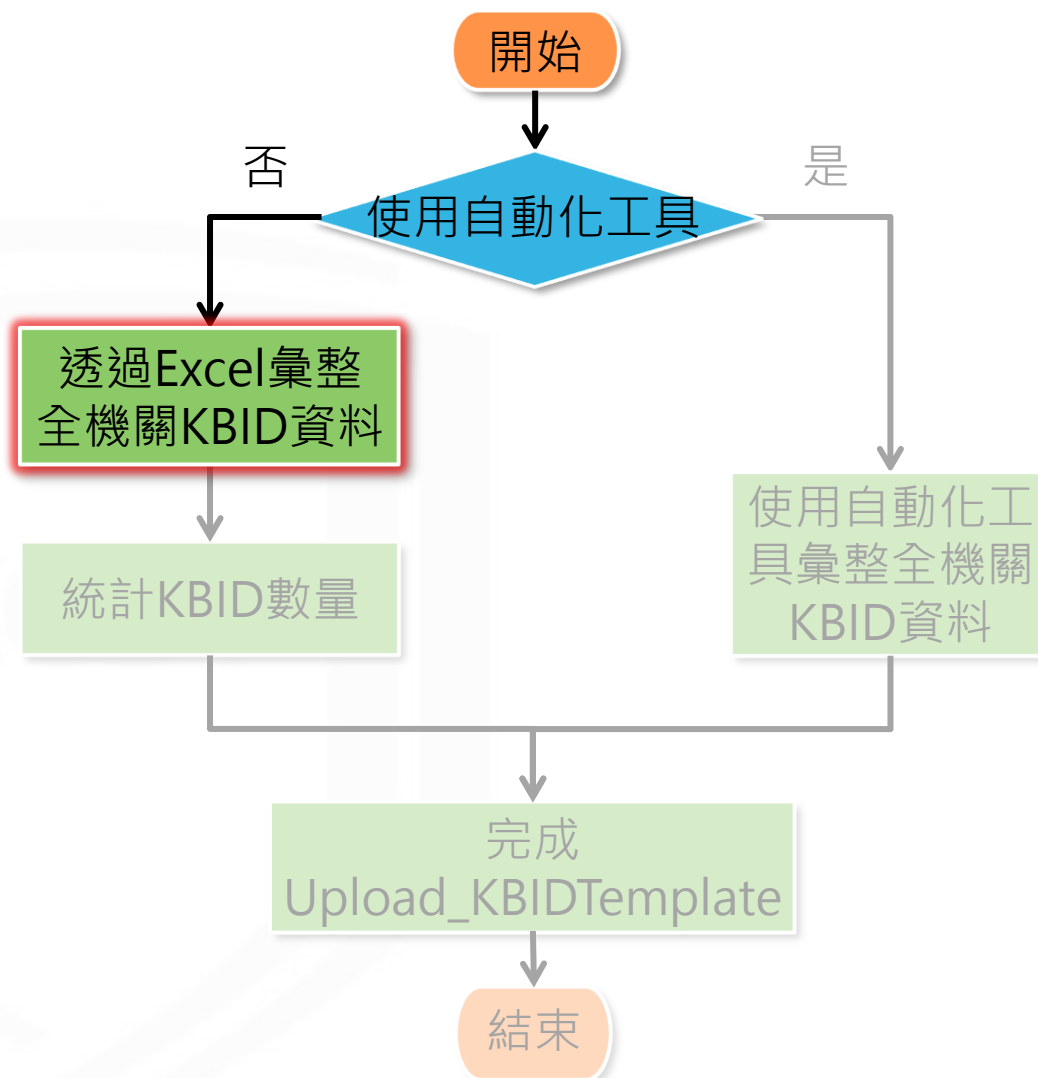 開始
否
是
使用自動化工具
透過Excel彙整
全機關KBID資料
使用自動化工
具彙整全機關
KBID資料
統計KBID數量
完成
Upload_KBIDTemplate
結束